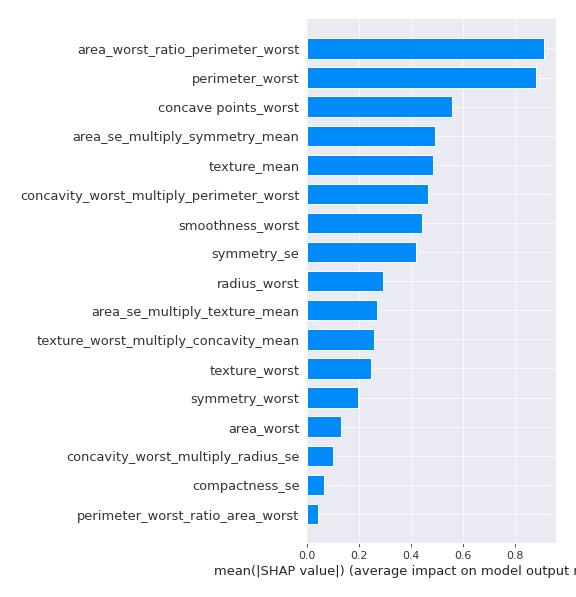 area_worst_ratio_perimeter_worst
perimeter_worst
concave points_worst
area_se_multiply_symmetry_mean
texture_mean
concavity_worst_multiply_perimeter_worst
smoothness_worst
symmetry_se
radius_worst
area_se_multiply_texture_mean
texture_worst_multiply_concavity_mean
texture_worst
symmetry_worst
area_worst
concavity_worst_multiply_radius_se
compactness_se
perimeter_worst_ratio_area_worst
0.0 0.2 0.4 0.6 0.8
mean(|SHAP value|) (average impact on model output